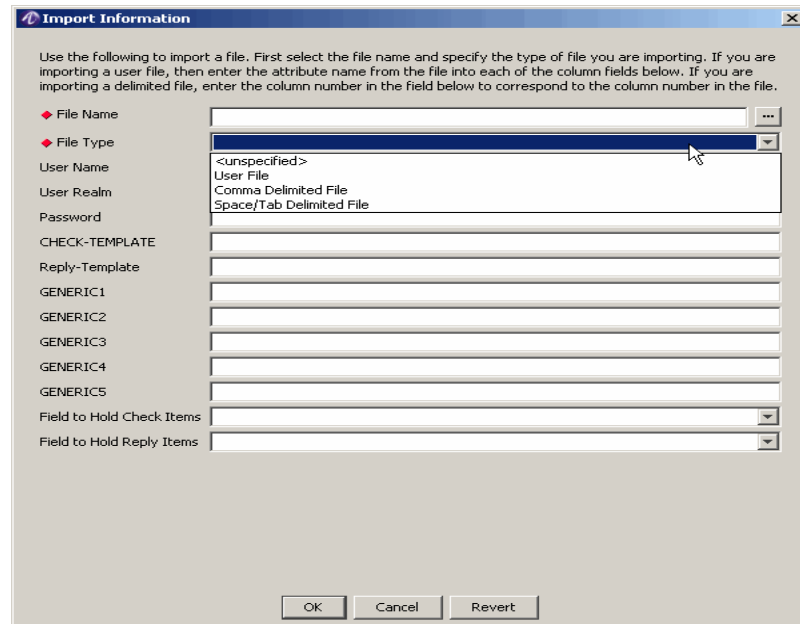 Import Information
Use the following to import a file. First select the file name and specify the type of file you are importing. If you are
importing a user file, then enter the attribute name from the file into each of the column fields below. If you are
importing a delimited file, enter the column number in the field below to correspond to the column number in the file.
File Name
...
File Type
User Name
<unspecified>
User File
User Realm
Comma Delimited File
Space/Tab Delimited File
Password
CHECK-TEMPLATE
Reply-Template
GENERIC1
GENERIC2
GENERIC3
GENERIC4
GENERIC5
Field to Hold Check Items
Field to Hold Reply Items
OK Cancel Revert